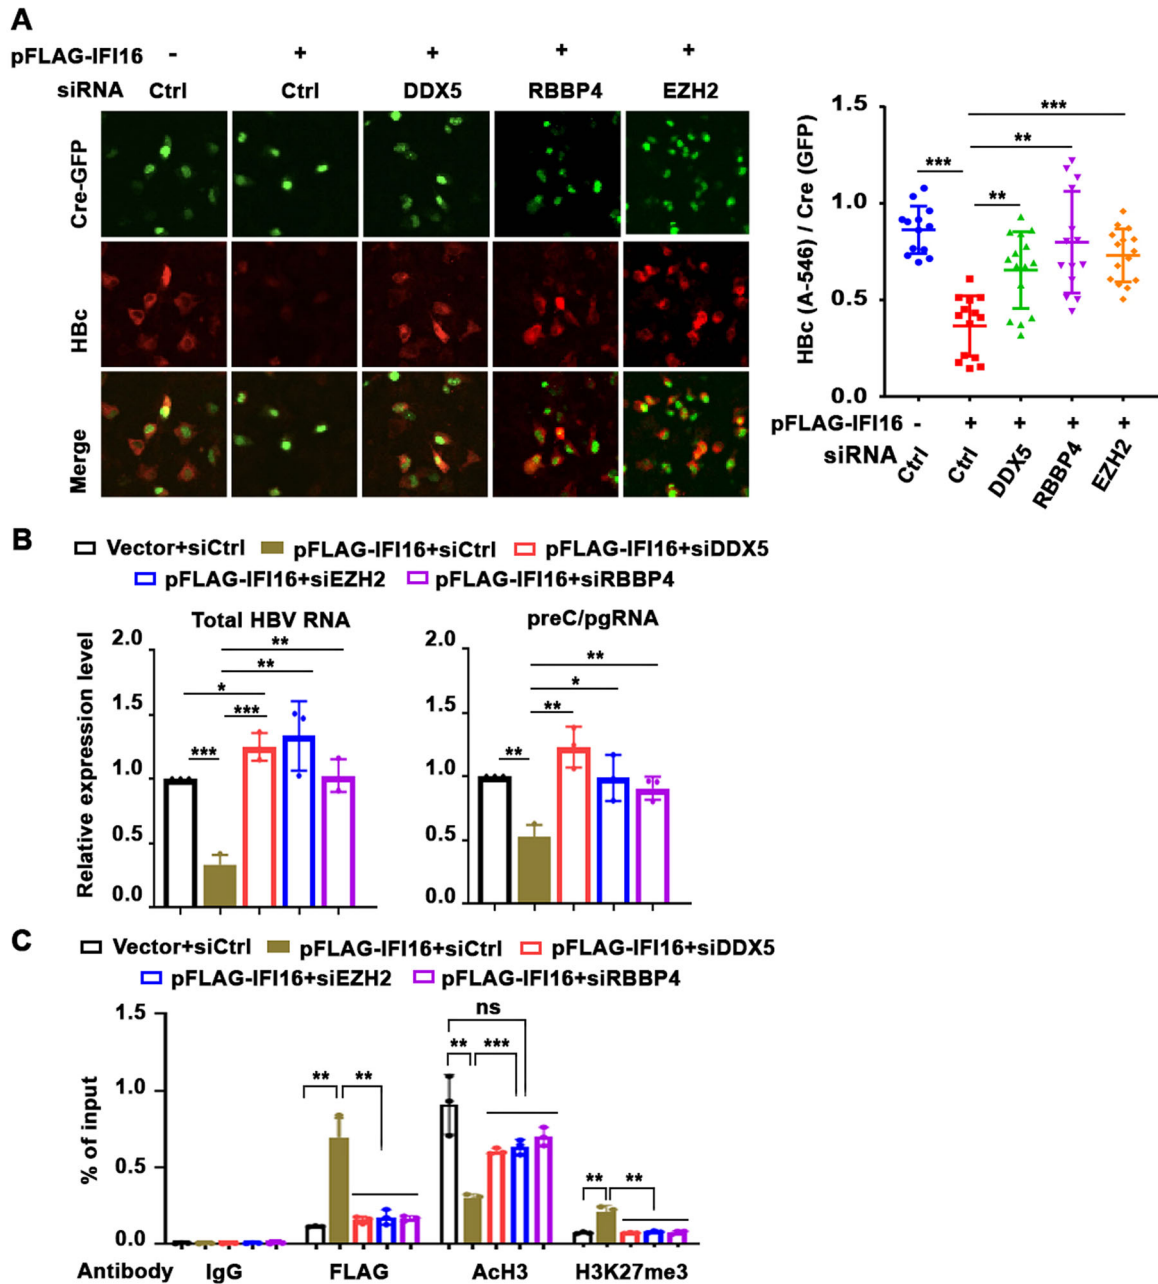 A
pFLAG-IFI16 - + + + +
siRNA Ctrl Ctrl DDX5 RBBP4 EZH2
Cre-GFP
HBc
Merge
HBc (A-546) / Cre (GFP)
1.5
1.0
0.5
0.0
***
**
***
**
pFLAG-IFI16 - + + + +
siRNA Ctrl Ctrl DDX5 RBBP4 EZH2
B
Vector+siCtrl pFLAG-IFI16+siCtrl pFLAG-IFI16+siDDX5
pFLAG-IFI16+siEZH2 pFLAG-IFI16+siRBBP4
Total HBV RNA
Relative expression level
2.0
1.5
1.0
0.5
0.0
**
**
*
***
***
preC/pgRNA
2.0
1.5
1.0
0.5
0.0
**
*
**
**
C
Vector+siCtrl pFLAG-IFI16+siCtrl pFLAG-IFI16+siDDX5
pFLAG-IFI16+siEZH2 pFLAG-IFI16+siRBBP4
% of input
1.5
1.0
0.5
0.0
ns
** ***
** **
** **
Antibody IgG FLAG AcH3 H3K27me3